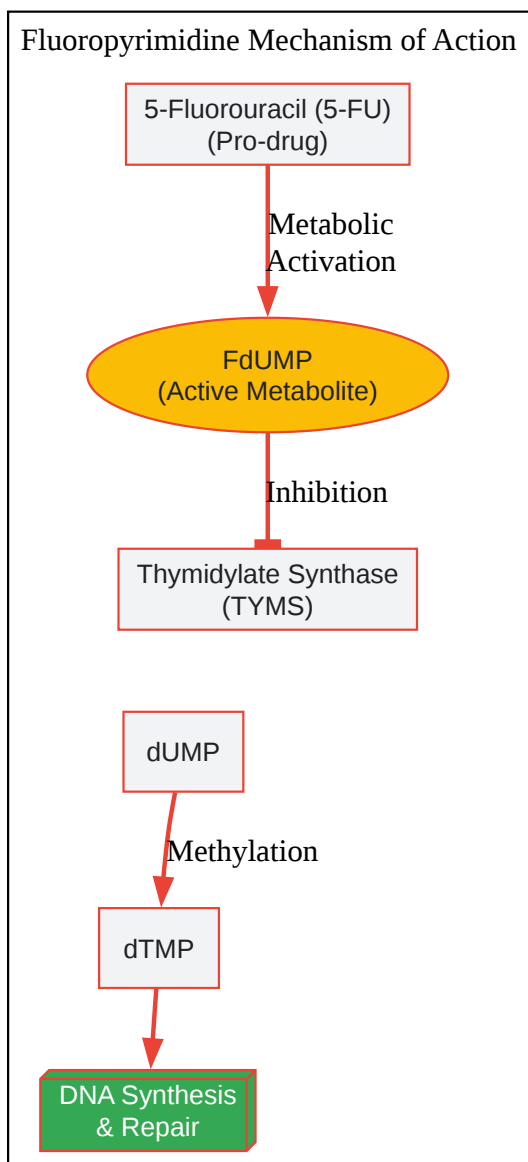 Fluoropyrimidine Mechanism of Action
5-Fluorouracil (5-FU)
(Pro-drug)
Metabolic
Activation
FdUMP
(Active Metabolite)
Inhibition
Thymidylate Synthase
(TYMS)
dUMP
Methylation
dTMP
DNA Synthesis
& Repair